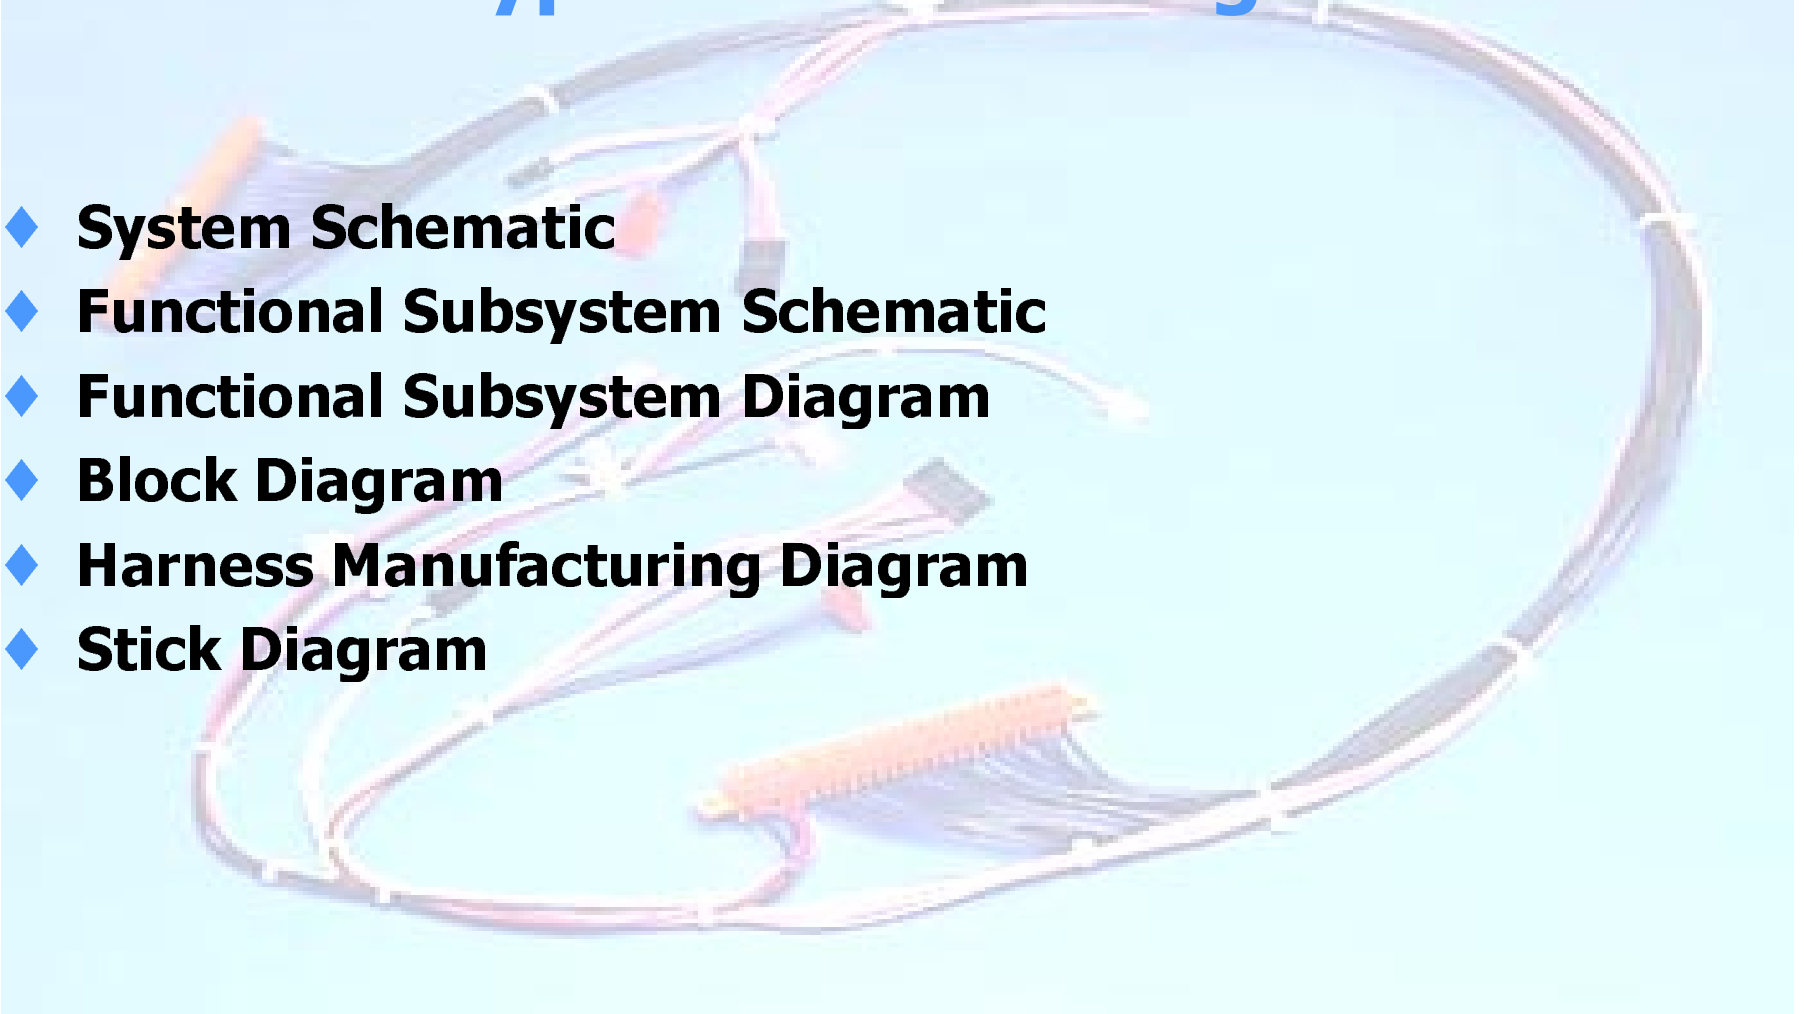 System Schematic
Functional Subsystem Schematic
Functional Subsystem Diagram
Block Diagram
Harness Manufacturing Diagram
Stick Diagram